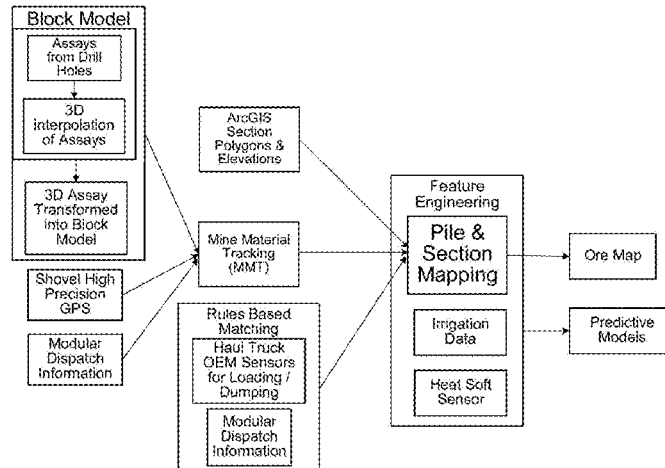 Block Model
Assays
from Drill
Holes
3D
Interpolation
of Assays
3D Assay
Transformed
into Block
Model
Shovel High
Precision
GPS
Modular
Dispatch
Information
ArcGIS
Section
Polygons &
Elevations
Mine Material
Tracking
(MMT)
Rules Based
Matching
Haul Truck
OEM Sensors
for Loading /
Dumping
Modular
Dispatch
Information
Feature
Engineering
Pile &
Section
Mapping
Irrigation
Data
Heat Soft
Sensor
Ore Map
Predictive
Models